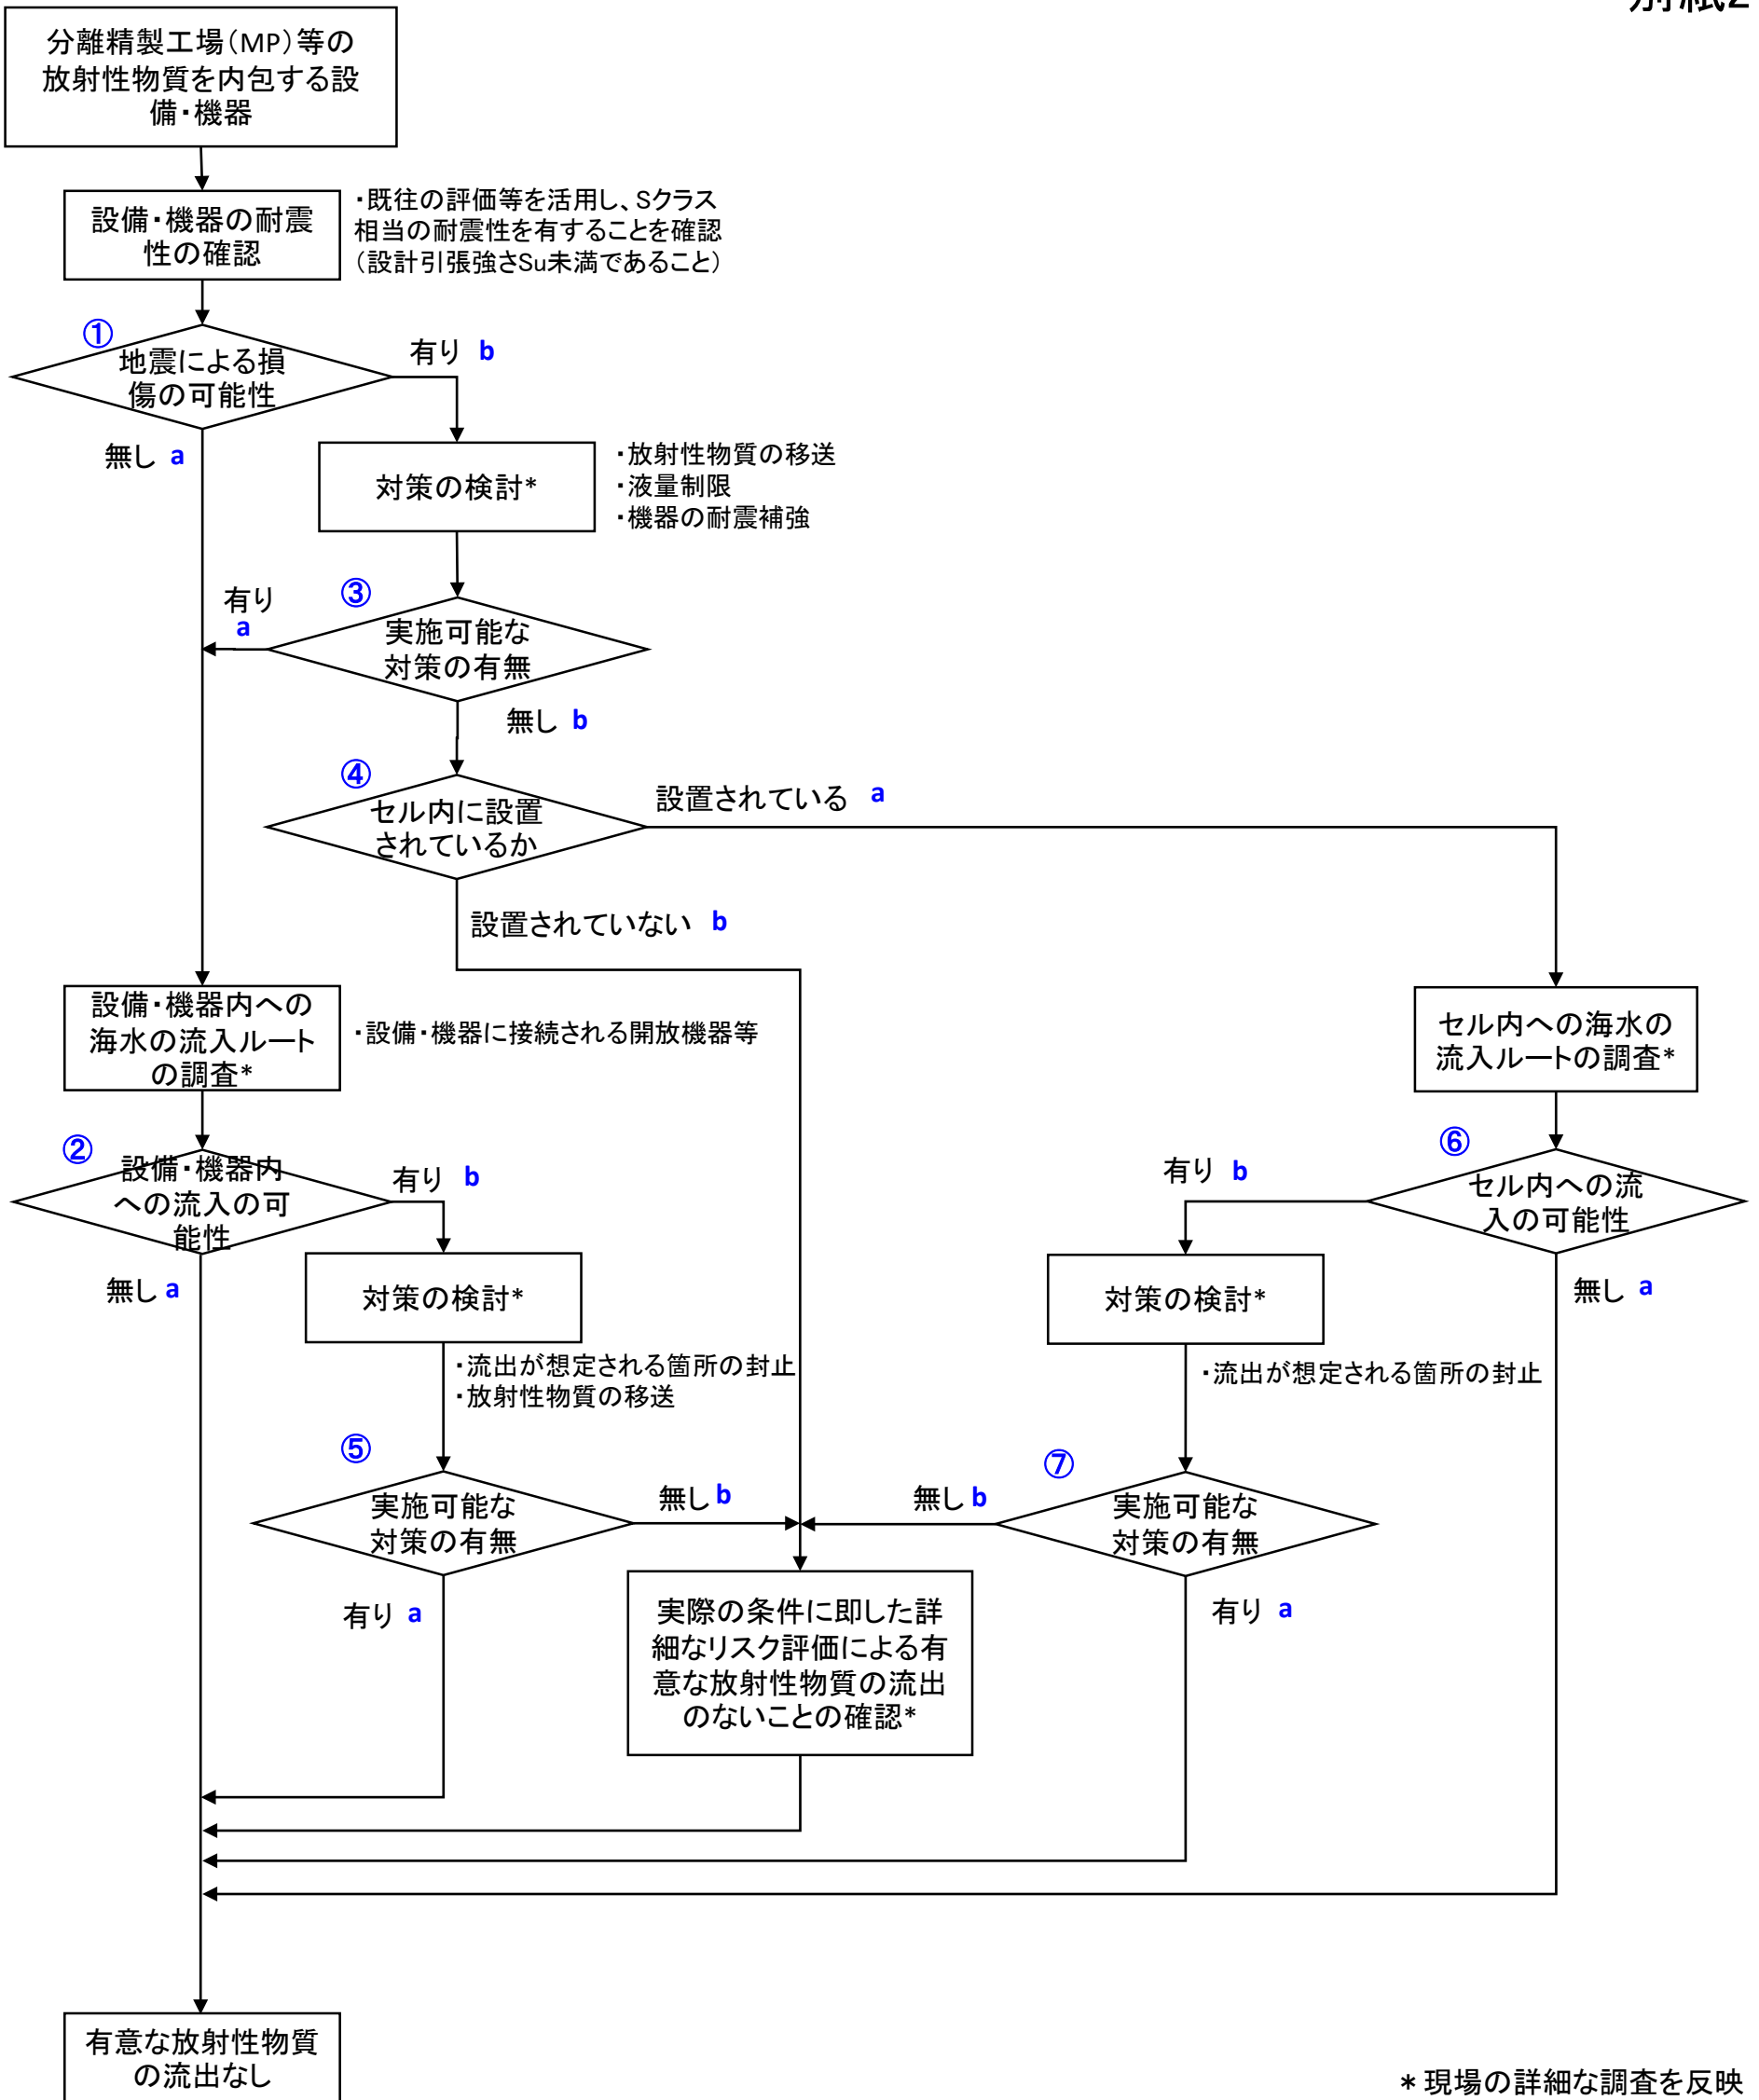 分離精製工場(MP)等の
放射性物質を内包する設
備・機器
設備・機器の耐震
性の確認
・既往の評価等を活用し、Sクラス
相当の耐震性を有することを確認
(設計引張強さSu未満であること)
①
地震による損
傷の可能性
有り b
無し a
対策の検討*
・放射性物質の移送
・液量制限
・機器の耐震補強
③
有り
a
実施可能な
対策の有無
無し b
④
セル内に設置
されているか
設置されている a
設置されていない b
設備・機器内への
海水の流入ルート
の調査*
・設備・機器に接続される開放機器等
セル内への海水の
流入ルートの調査*
②
設備・機器内
への流入の可
能性
有り b
無し a
⑥
セル内への流
入の可能性
有り b
無し a
対策の検討*
・流出が想定される箇所の封止
・放射性物質の移送
対策の検討*
・流出が想定される箇所の封止
⑤
実施可能な
対策の有無
無し b
有り a
⑦
実施可能な
対策の有無
無し b
有り a
実際の条件に即した詳
細なリスク評価による有
意な放射性物質の流出
のないことの確認*
有意な放射性物質
の流出なし
* 現場の詳細な調査を反映